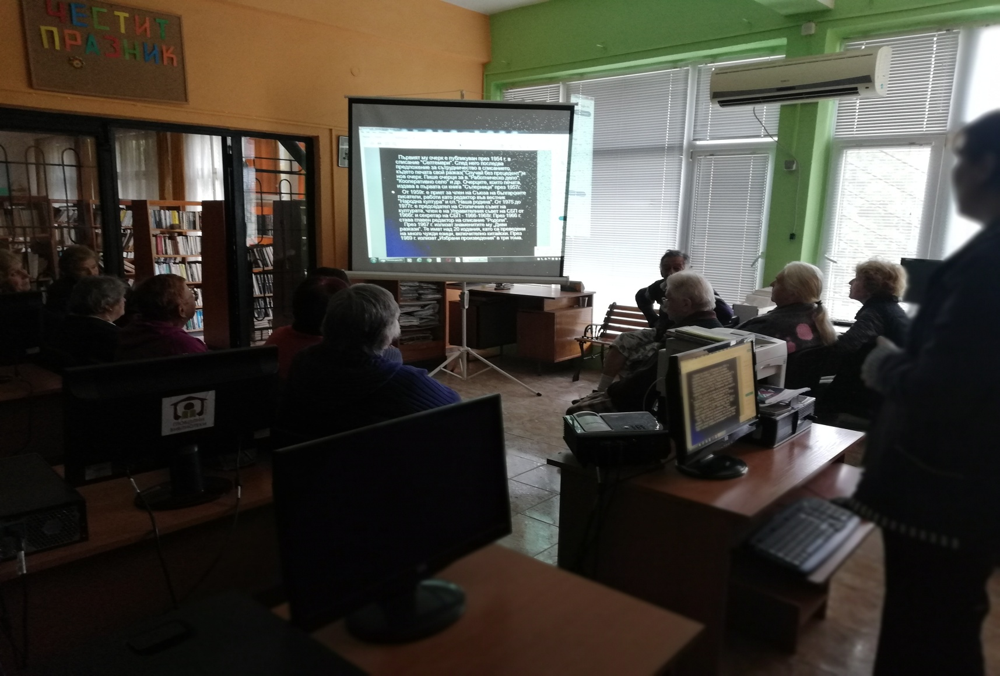 ЧЕСТИТ
ПРАЗНИК
Първият му очерк е публикуван през 1954 г. в
списание "Септември". След него последва
предложение за сътрудничество в списанието,
където печата свой разказ("Случай без прецедент")и
нов очерк. Пише очерци за в. "Работническо дело",
"Кооперативно село" и др. Очерците, които печата,
издава в първата си книга "Съперници" през 1957г.
От 1959г. е приет за член на Съюза на българските
писатели, работи като редактор във вестник
"Народна култура" и сп. "Наша родина". От 1975 до
1977г. е председател на Столичния съвет на
културата, член е на Управителния съвет на СБП от
1966г. и секретар на СБП - 1966-1968г. През 1966 г.
става главен редактор на списание "Родопи".
През 1967 г. излизат знаменитите му „Диви
разкази". Те имат над 20 издания, като са преведени
на много чужди езици, включително китайски. През
1989 г. излизат „Избрани произведения" в три тома.
ГЛОБАЛНИ
БИБЛИОТЕКИ